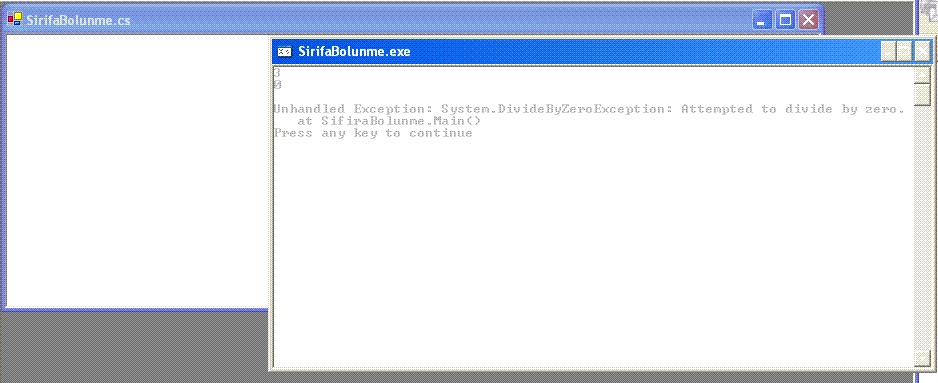 SirifaBolunme.cs
SirifaBolunme.exe
3
0
Unhandled Exception: System.DivideByZeroException: Attempted to divide by zero.
at SifiraBolunme.Main()
Press any key to continue